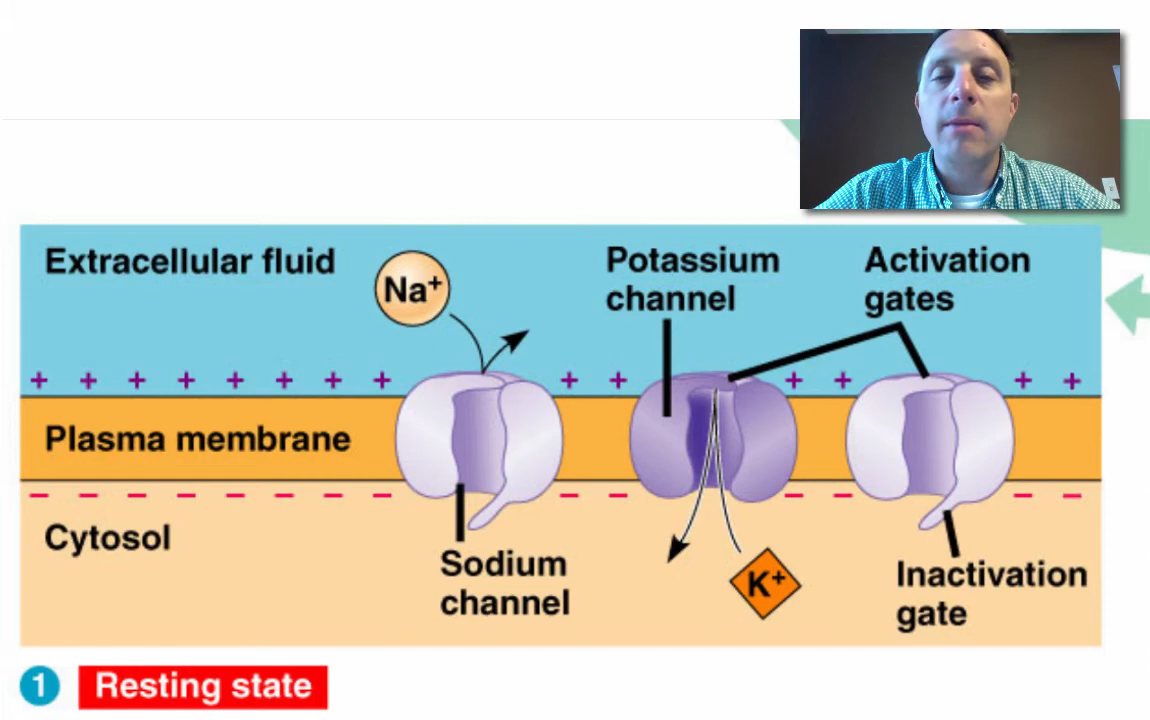 Extracellular fluid
Na⁺
Potassium
channel
Activation
gates
+ + + + + + + + + + + + + +
Plasma membrane
− − − − − − − − − − − − − −
Cytosol
Sodium
channel
K⁺
Inactivation
gate
1 Resting state